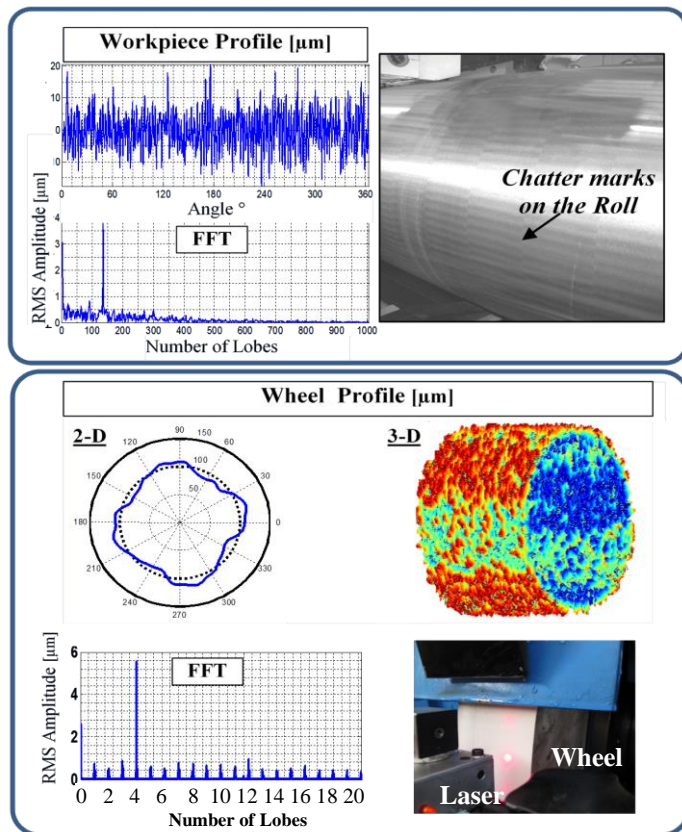 Workpiece Profile [µm]
20
10
0
10
0
60
120
180
240
300
360
Angle °
RMS Amplitude [µm]
FFT
4
3
2
1
0
100
200
300
400
500
600
700
800
900
1000
Number of Lobes
Chatter marks
on the Roll
Wheel Profile [µm]
2-D
90
150
120
60
100
150
30
50
180
0
210
330
240
300
270
3-D
RMS Amplitude [µm]
FFT
6
4
2
0
0 2 4 6 8 10 12 14 16 18 20
Number of Lobes
Laser
Wheel